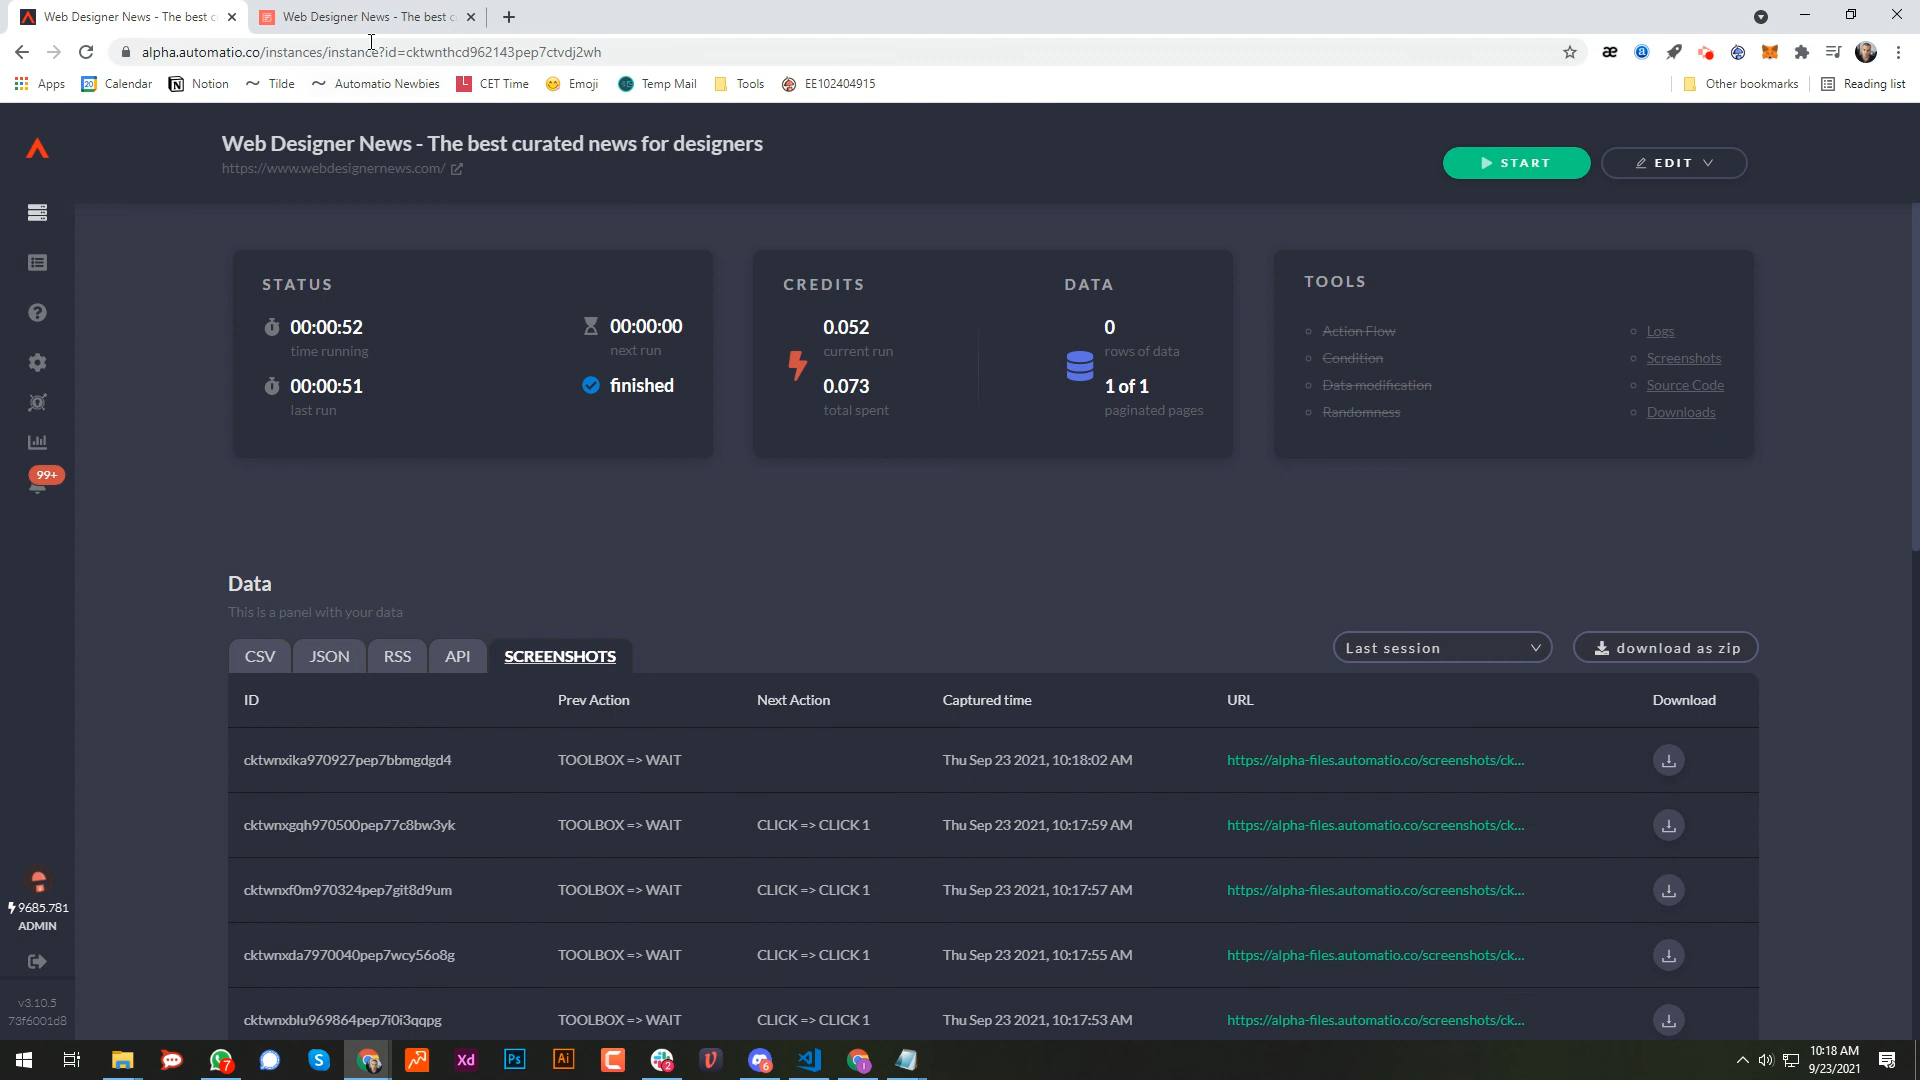 Web Designer News - The best c
Web Designer News - The best c
alpha.automatio.co/instances/instance?id=cktwnthcd962143pep7ctvdj2wh
Apps
Calendar
Notion
Tilde
Automatio Newbies
CET Time
Emoji
Temp Mail
Tools
EE102404915
Other bookmarks
Reading list
Web Designer News - The best curated news for designers
https://www.webdesignernews.com/
START
EDIT
STATUS
00:00:52
time running
00:00:51
last run
00:00:00
next run
finished
CREDITS
0.052
current run
0.073
total spent
DATA
0
rows of data
1 of 1
paginated pages
TOOLS
Action Flow
Condition
Data modification
Randomness
Logs
Screenshots
Source Code
Downloads
99+
Data
This is a panel with your data
CSV JSON RSS API SCREENSHOTS
Last session
download as zip
ID Prev Action Next Action Captured time URL Download
cktwnxika970927pep7bbmgdgd4 TOOLBOX => WAIT Thu Sep 23 2021, 10:18:02 AM https://alpha-files.automatio.co/screenshots/ck...
cktwnxgqh970500pep77c8bw3yk TOOLBOX => WAIT CLICK => CLICK 1 Thu Sep 23 2021, 10:17:59 AM https://alpha-files.automatio.co/screenshots/ck...
cktwnxf0m970324pep7git8d9um TOOLBOX => WAIT CLICK => CLICK 1 Thu Sep 23 2021, 10:17:57 AM https://alpha-files.automatio.co/screenshots/ck...
cktwnxda7970040pep7wcy56o8g TOOLBOX => WAIT CLICK => CLICK 1 Thu Sep 23 2021, 10:17:55 AM https://alpha-files.automatio.co/screenshots/ck...
cktwnxblu969864pep7i0i3qqpg TOOLBOX => WAIT CLICK => CLICK 1 Thu Sep 23 2021, 10:17:53 AM https://alpha-files.automatio.co/screenshots/ck...
9685.781
ADMIN
v3.10.5
73f6001d8
10:18 AM
9/23/2021